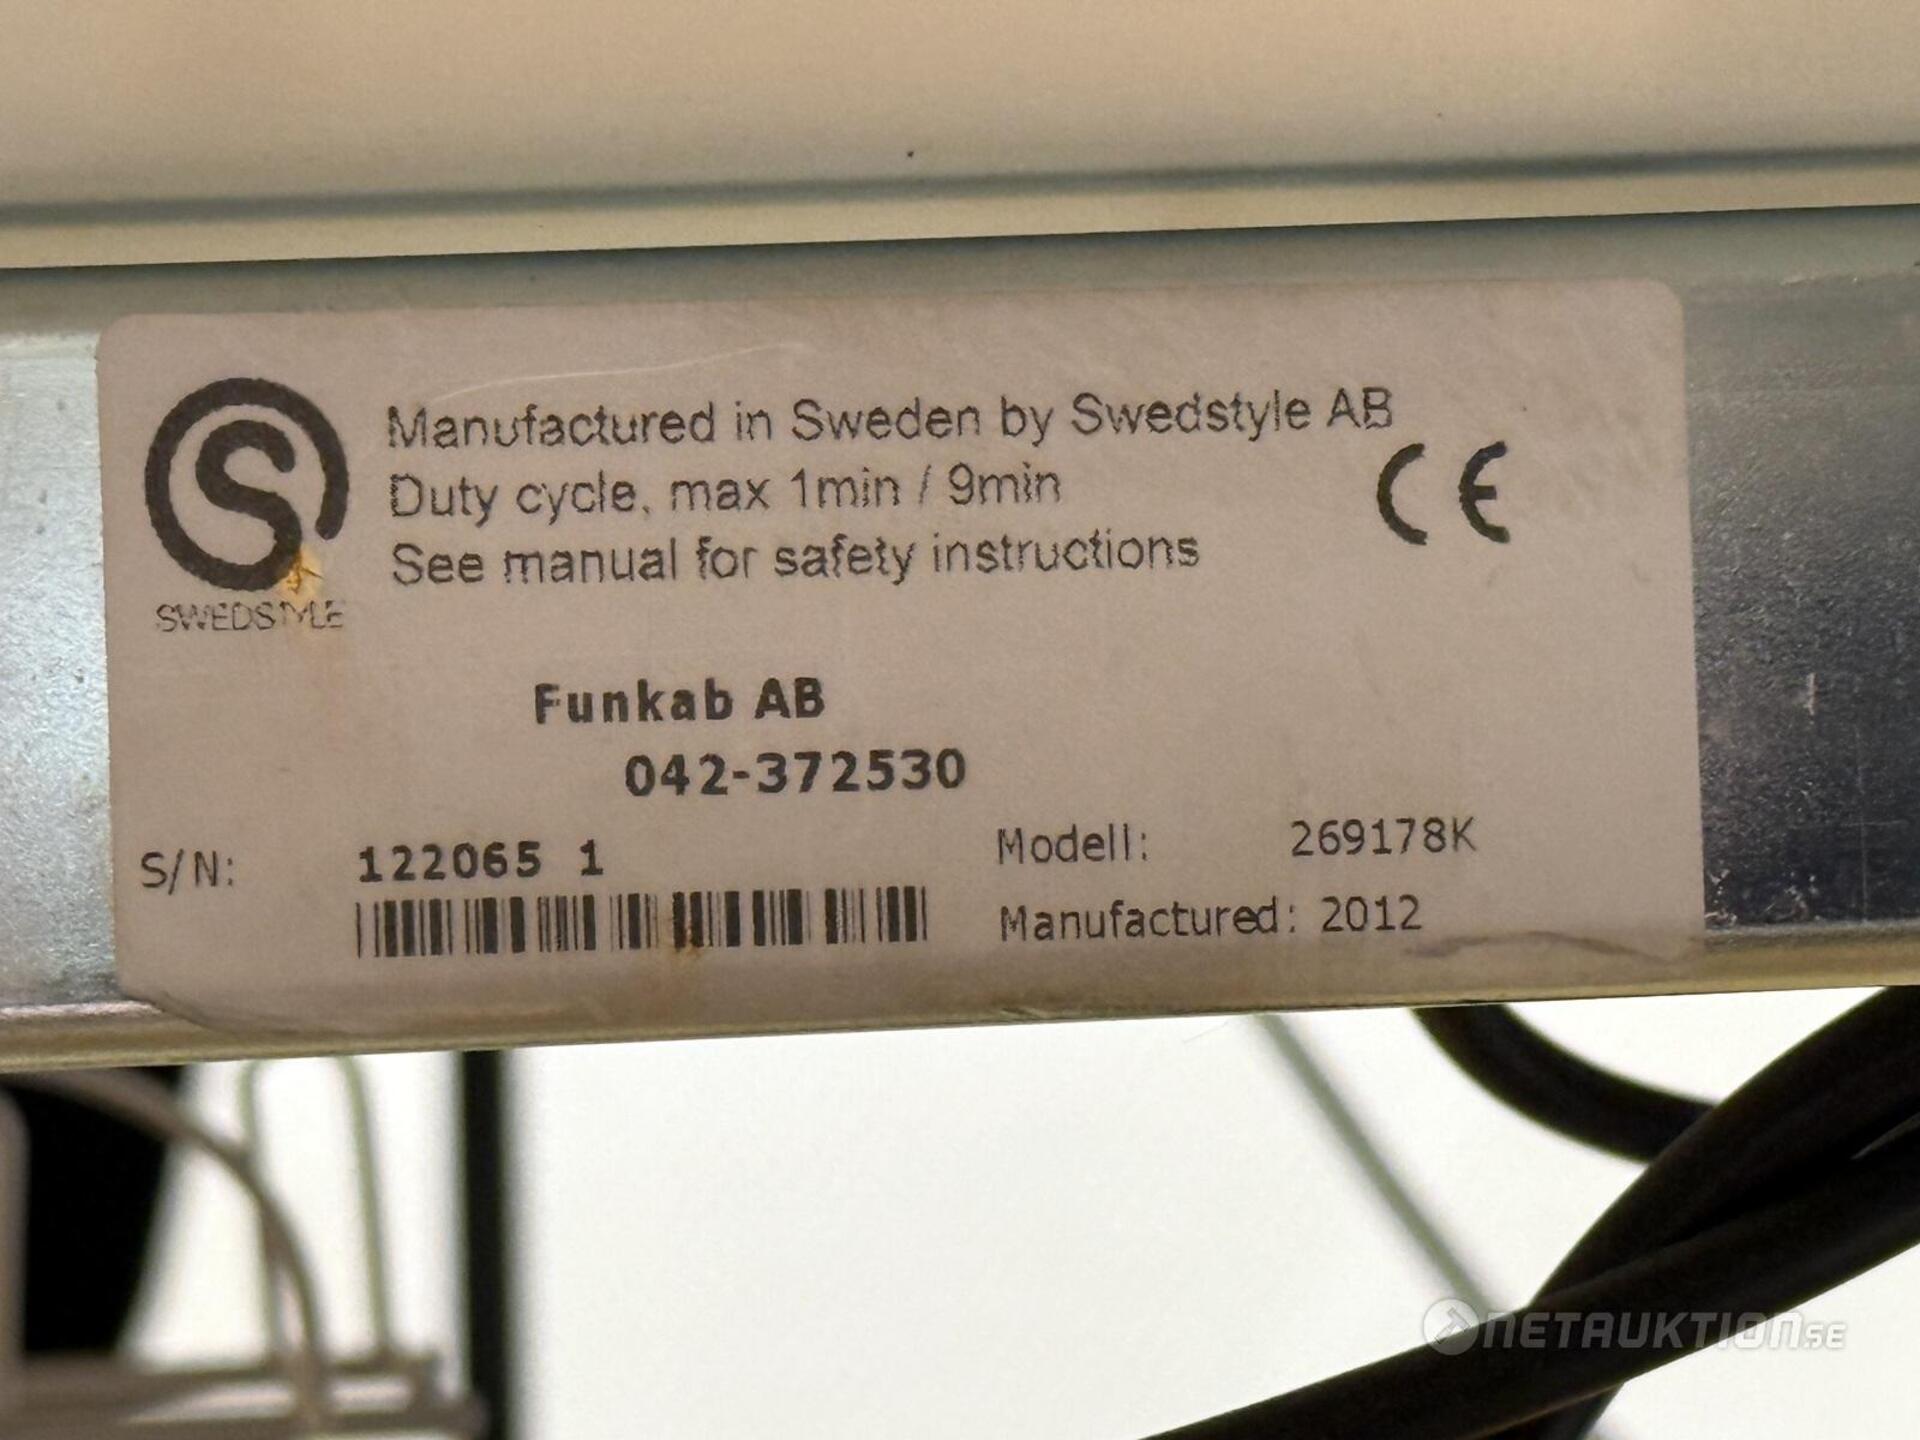 Manufactured in Sweden by Swedstyle AB
Duty cycle, max 1min / 9min
CE
See manual for safety instructions
S
SWEDSTYLE
Funkab AB
042-372530
S/N: 122065 1
Modell: 269178K
Manufactured: 2012
NETAUKTION.SE